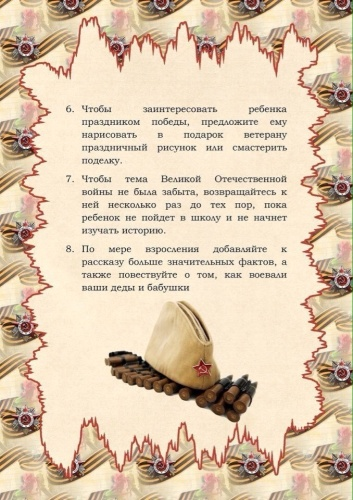 6. Чтобы заинтересовать ребенка
праздником победы, предложите ему
нарисовать в подарок ветерану
праздничный рисунок или смастерить
поделку.
7. Чтобы тема Великой Отечественной
войны не была забыта, возвращайтесь к
ней несколько раз до тех пор, пока
ребенок не пойдет в школу и не начнет
изучать историю.
8. По мере взросления добавляйте к
рассказу больше значительных фактов, а
также повествуйте о том, как воевали
ваши деды и бабушки